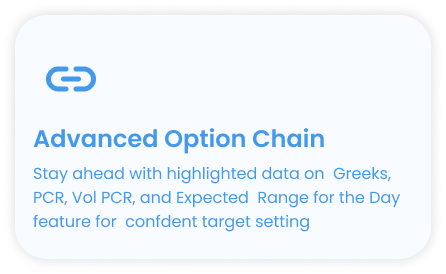 Advanced Option Chain
Stay ahead with highlighted data on  Greeks,
PCR, Vol PCR, and Expected  Range for the Day
feature for  confdent target setting